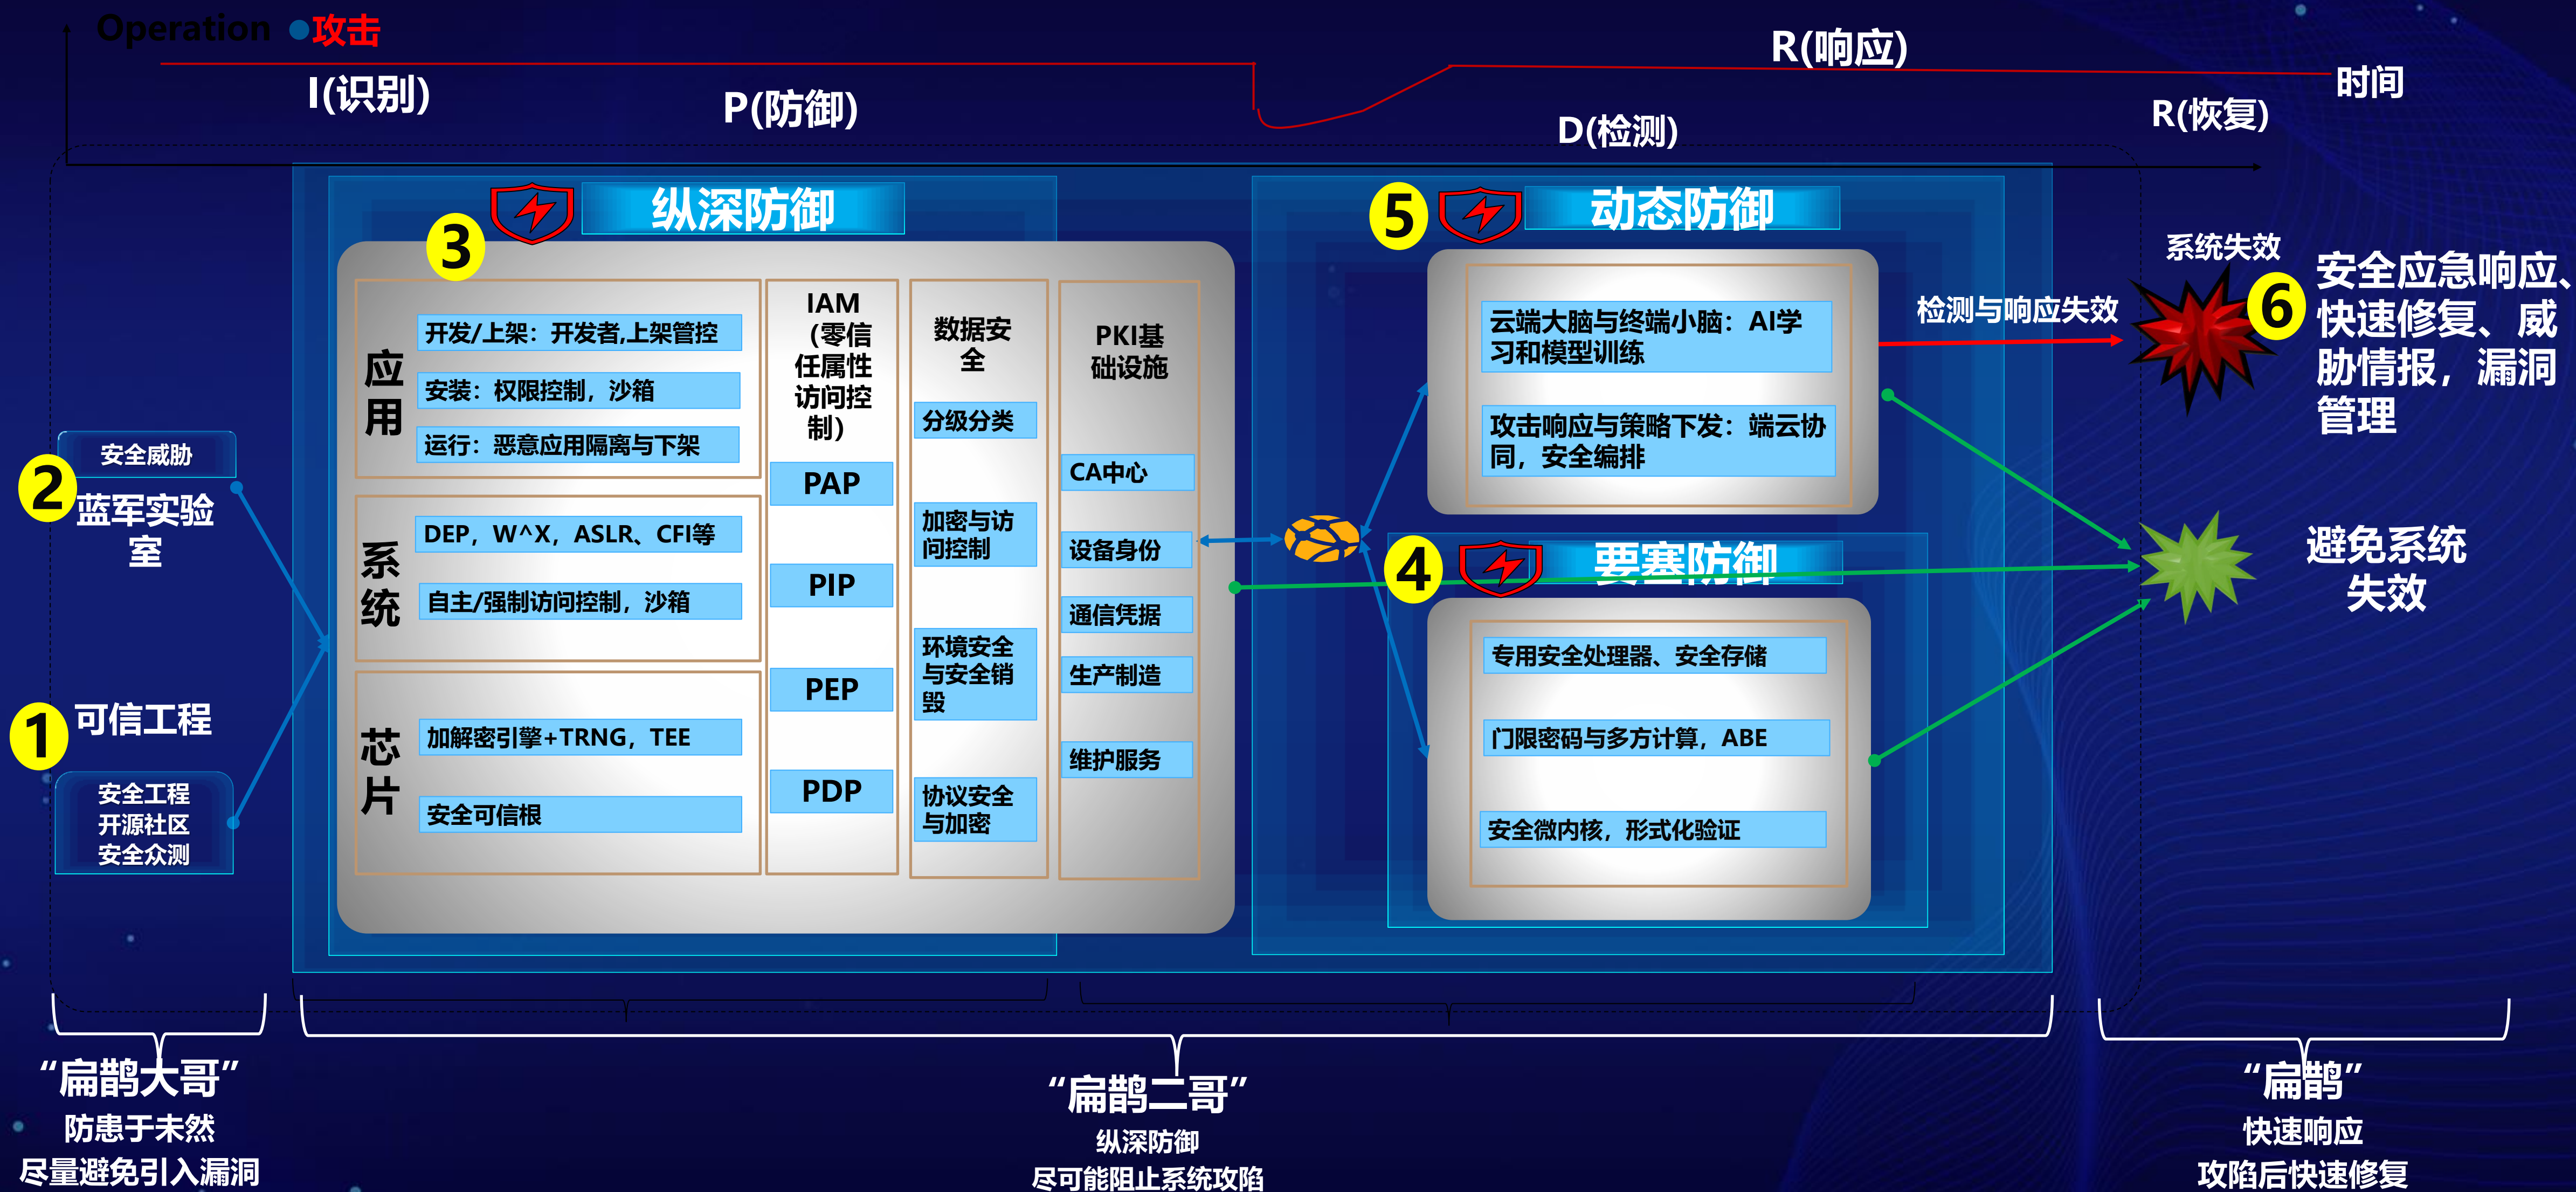 Operation
攻击
I(识别)
P(防御)
R(响应)
D(检测)
时间
R(恢复)
2
安全威胁
蓝军实验
室
1
可信工程
安全工程
开源社区
安全众测
3
纵深防御
应
用
开发/上架：开发者,上架管控
安装：权限控制，沙箱
运行：恶意应用隔离与下架
系
统
DEP，W^X，ASLR、CFI等
自主/强制访问控制，沙箱
芯
片
加解密引擎+TRNG，TEE
安全可信根
IAM
（零信
任属性
访问控
制）
PAP
PIP
PEP
PDP
数据安
全
分级分类
加密与访
问控制
环境安全
与安全销
毁
协议安全
与加密
PKI基
础设施
CA中心
设备身份
通信凭据
生产制造
维护服务
5
动态防御
云端大脑与终端小脑：AI学
习和模型训练
攻击响应与策略下发：端云协
同，安全编排
4
要塞防御
专用安全处理器、安全存储
门限密码与多方计算，ABE
安全微内核，形式化验证
检测与响应失效
系统失效
6
安全应急响应、
快速修复、威
胁情报，漏洞
管理
避免系统
失效
“扁鹊大哥”
防患于未然
尽量避免引入漏洞
“扁鹊二哥”
纵深防御
尽可能阻止系统攻陷
“扁鹊”
快速响应
攻陷后快速修复